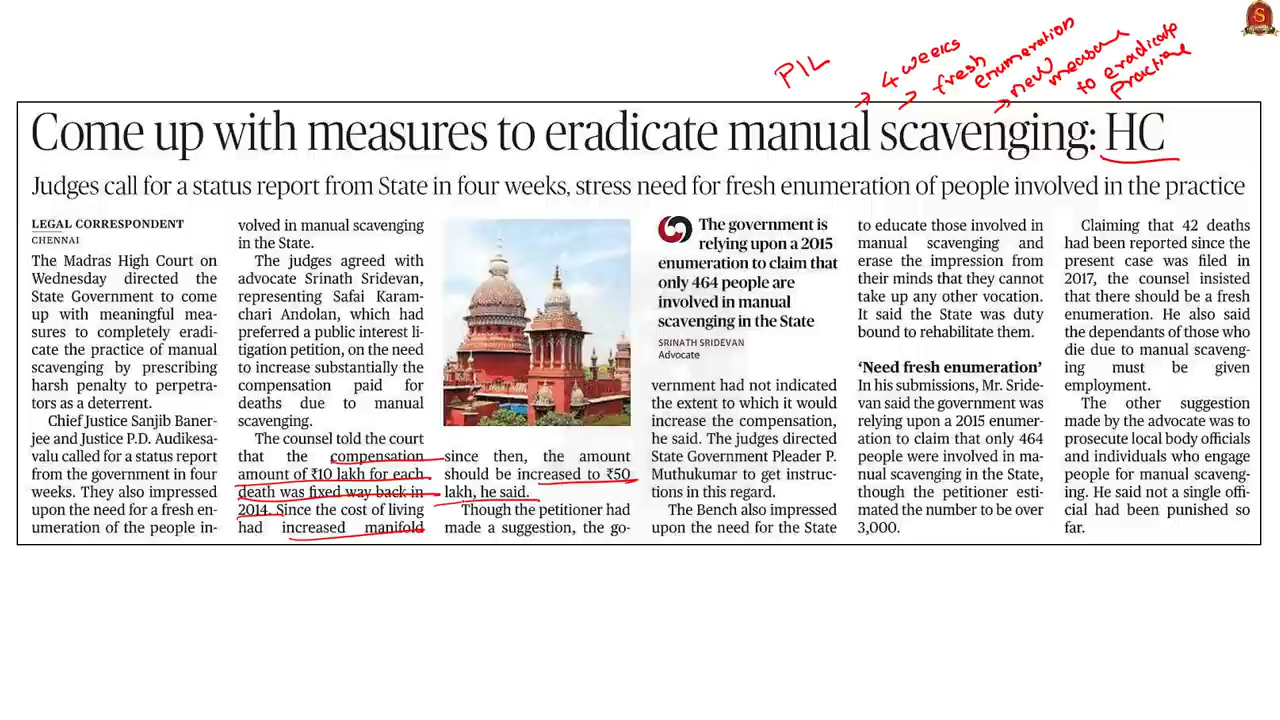 PIL
→ 4 weeks
→ fresh
enumeration
→ new
measure
to eradicate
practice
Come up with measures to eradicate manual scavenging: HC
Judges call for a status report from State in four weeks, stress need for fresh enumeration of people involved in the practice
LEGAL CORRESPONDENT
CHENNAI
The Madras High Court on
Wednesday directed the
State Government to come
up with meaningful mea-
sures to completely eradi-
cate the practice of manual
scavenging by prescribing
harsh penalty to perpetra-
tors as a deterrent.
Chief Justice Sanjib Baner-
jee and Justice P.D. Audikesa-
valu called for a status report
from the government in four
weeks. They also impressed
upon the need for a fresh en-
umeration of the people in-
volved in manual scavenging
in the State.
The judges agreed with
advocate Srinath Sridevan,
representing Safai Karam-
chari Andolan, which had
preferred a public interest li-
tigation petition, on the need
to increase substantially the
compensation paid for
deaths due to manual
scavenging.
The counsel told the court
that the compensation
amount of ₹10 lakh for each
death was fixed way back in
2014. Since the cost of living
had increased manifold
since then, the amount
should be increased to ₹50
lakh, he said.
Though the petitioner had
made a suggestion, the go-
The government is
relying upon a 2015
enumeration to claim that
only 464 people are
involved in manual
scavenging in the State
SRINATH SRIDEVAN
Advocate
vernment had not indicated
the extent to which it would
increase the compensation,
he said. The judges directed
State Government Pleader P.
Muthukumar to get instruc-
tions in this regard.
The Bench also impressed
upon the need for the State
to educate those involved in
manual scavenging and
erase the impression from
their minds that they cannot
take up any other vocation.
It said the State was duty
bound to rehabilitate them.
‘Need fresh enumeration’
In his submissions, Mr. Sride-
van said the government was
relying upon a 2015 enumer-
ation to claim that only 464
people were involved in ma-
nual scavenging in the State,
though the petitioner esti-
mated the number to be over
3,000.
Claiming that 42 deaths
had been reported since the
present case was filed in
2017, the counsel insisted
that there should be a fresh
enumeration. He also said
the dependants of those who
die due to manual scaveng-
ing must be given
employment.
The other suggestion
made by the advocate was to
prosecute local body officials
and individuals who engage
people for manual scaveng-
ing. He said not a single offi-
cial had been punished so
far.